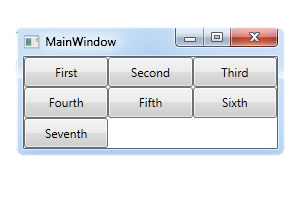 MainWindow
First Second Third
Fourth Fifth Sixth
Seventh